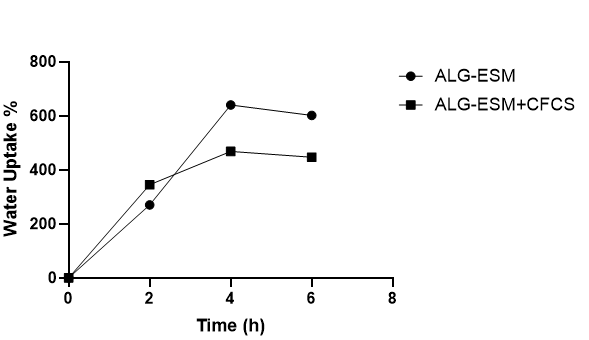 800
600
400
200
0
0 2 4 6 8
Water Uptake %
Time (h)
ALG-ESM
ALG-ESM+CFCS